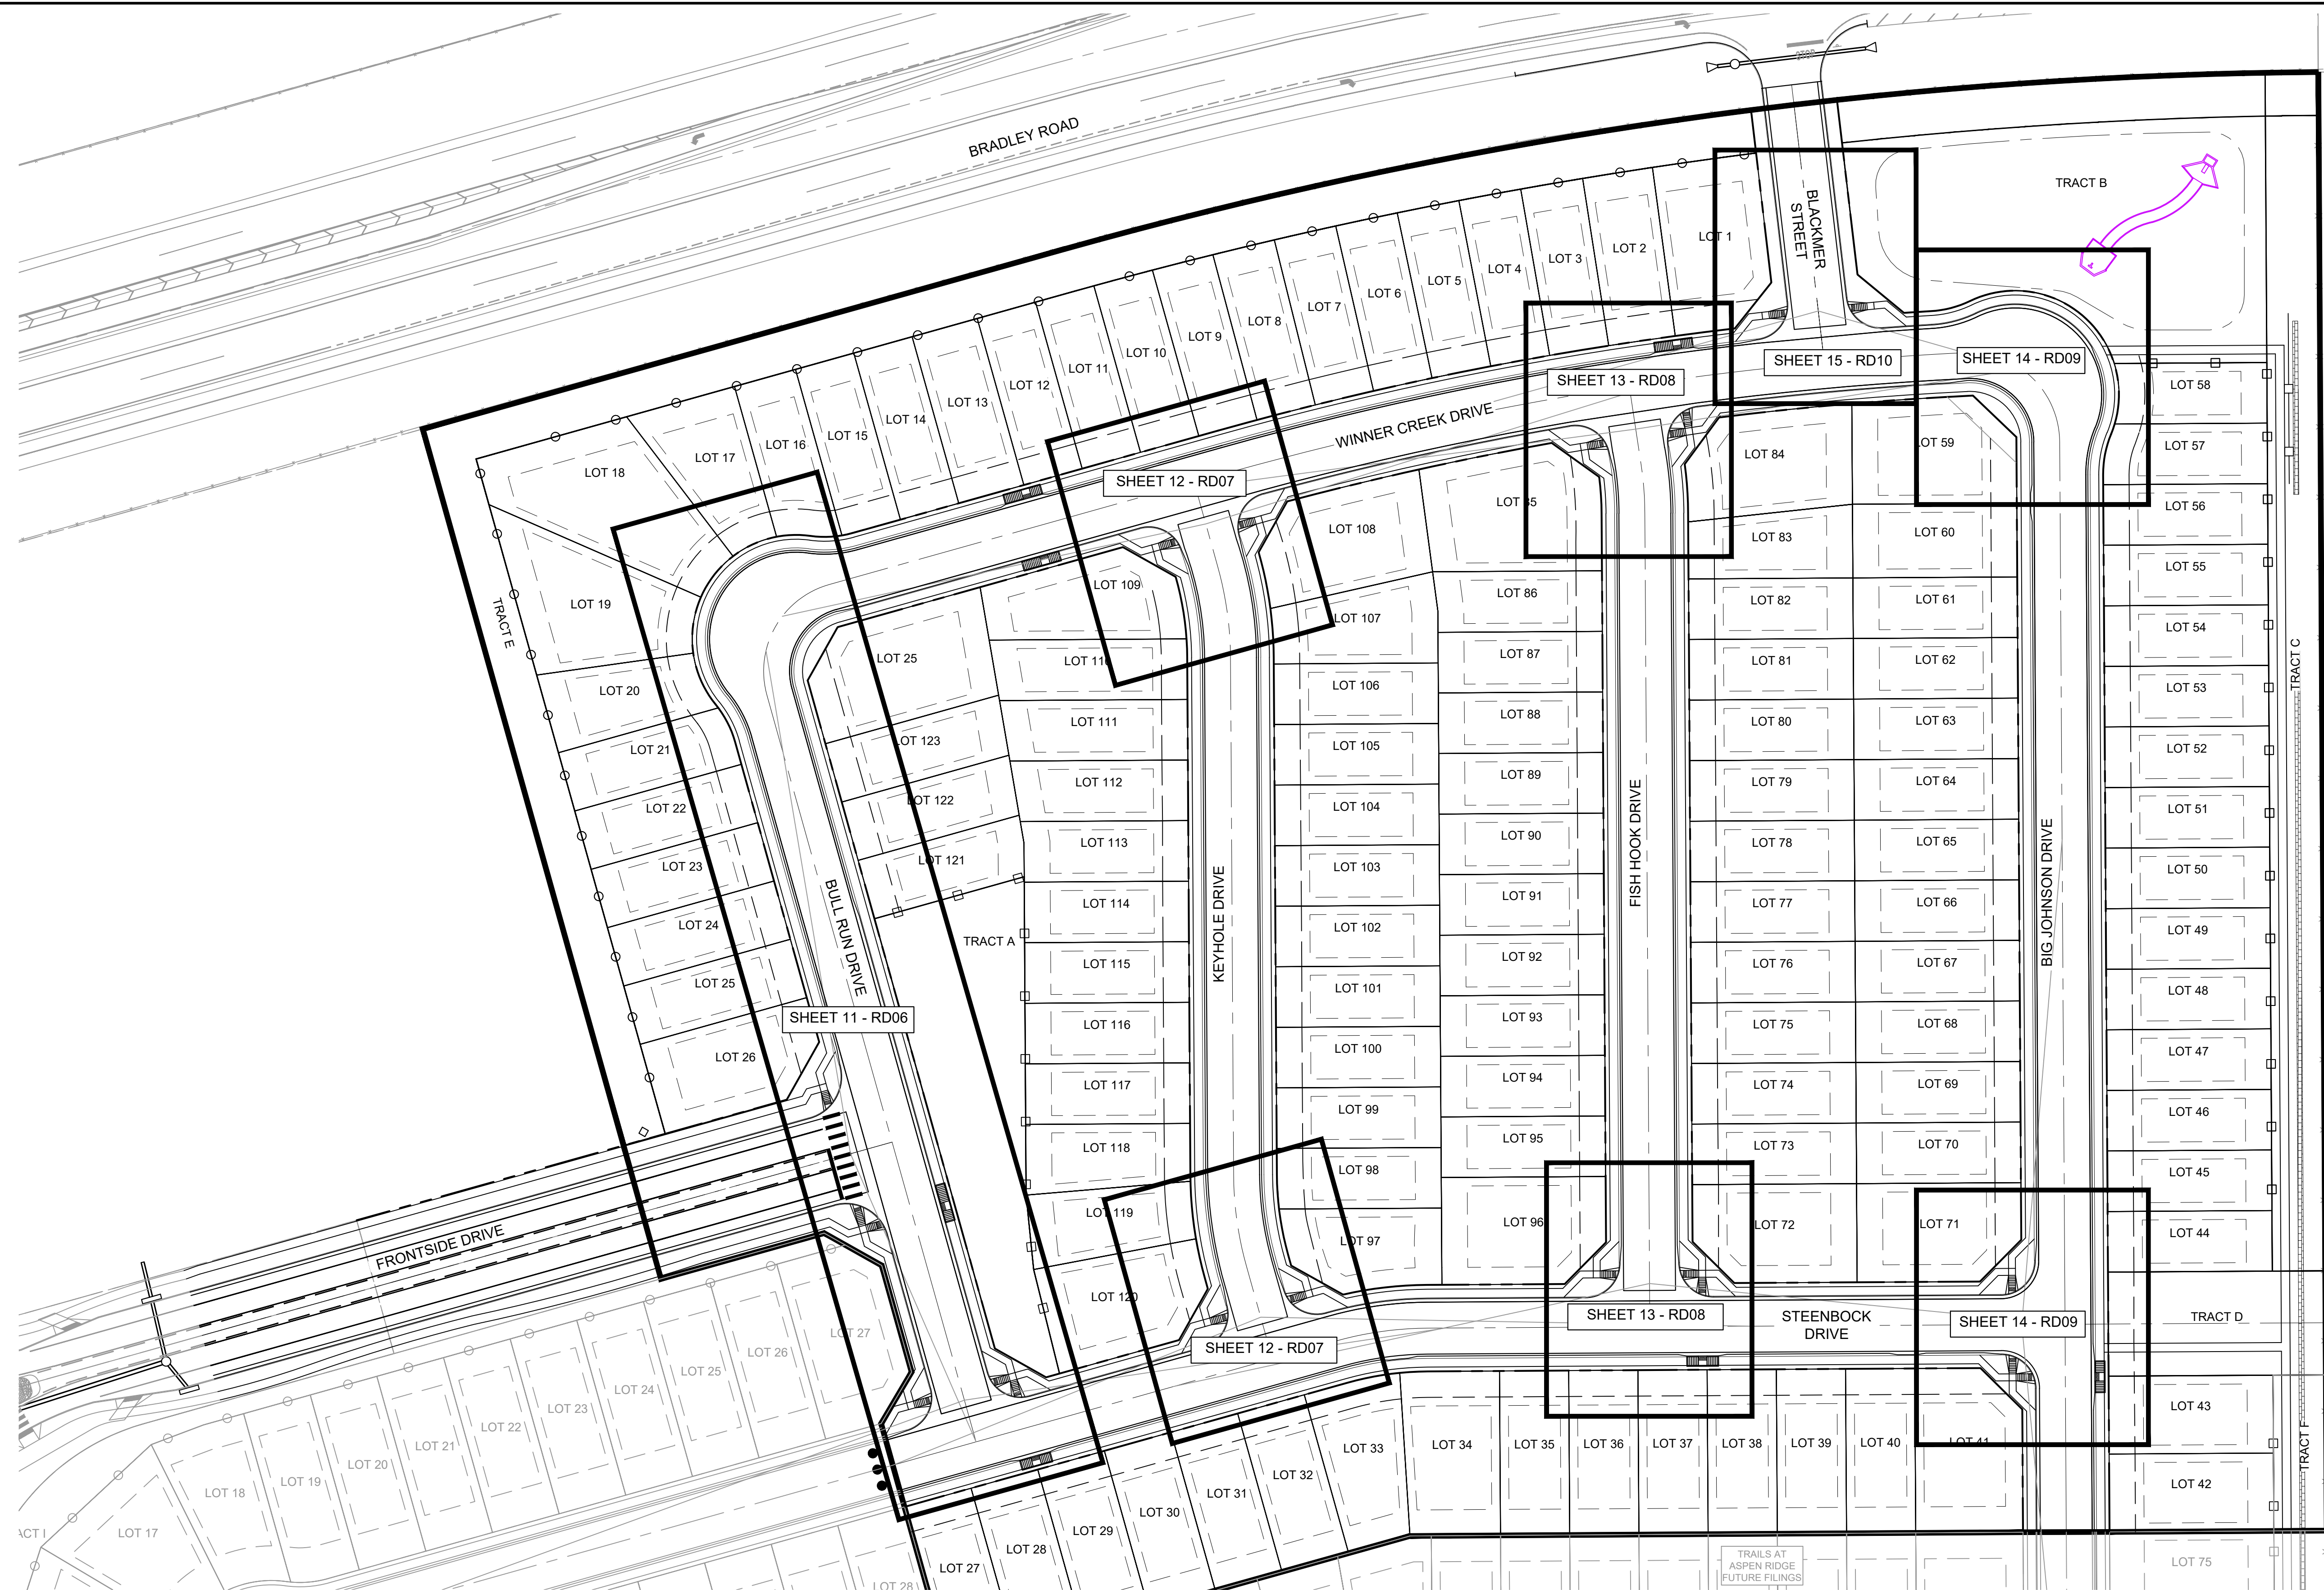 STOP
BRADLEY ROAD
BLACKMER
STREET
TRACT B
LOT 1
LOT 2
LOT 3
LOT 4
LOT 5
LOT 6
LOT 7
LOT 8
LOT 9
LOT 10
LOT 11
LOT 12
LOT 13
LOT 14
LOT 15
LOT 16
LOT 17
LOT 18
LOT 19
TRACT E
LOT 20
LOT 21
LOT 22
LOT 23
LOT 24
LOT 25
LOT 26
SHEET 15 - RD10
SHEET 14 - RD09
SHEET 13 - RD08
SHEET 12 - RD07
WINNER CREEK DRIVE
LOT 25
LOT 123
LOT 122
LOT 121
TRACT A
BULL RUN DRIVE
SHEET 11 - RD06
LOT 109
LOT 110
LOT 111
LOT 112
LOT 113
LOT 114
LOT 115
LOT 116
LOT 117
LOT 118
LOT 119
LOT 120
KEYHOLE DRIVE
LOT 108
LOT 107
LOT 106
LOT 105
LOT 104
LOT 103
LOT 102
LOT 101
LOT 100
LOT 99
LOT 98
LOT 97
LOT 85
LOT 86
LOT 87
LOT 88
LOT 89
LOT 90
LOT 91
LOT 92
LOT 93
LOT 94
LOT 95
LOT 96
FISH HOOK DRIVE
LOT 84
LOT 83
LOT 82
LOT 81
LOT 80
LOT 79
LOT 78
LOT 77
LOT 76
LOT 75
LOT 74
LOT 73
LOT 72
LOT 59
LOT 60
LOT 61
LOT 62
LOT 63
LOT 64
LOT 65
LOT 66
LOT 67
LOT 68
LOT 69
LOT 70
LOT 71
BIG JOHNSON DRIVE
LOT 58
LOT 57
LOT 56
LOT 55
LOT 54
LOT 53
LOT 52
LOT 51
LOT 50
LOT 49
LOT 48
LOT 47
LOT 46
LOT 45
LOT 44
TRACT C
TRACT D
FRONTSIDE DRIVE
SHEET 12 - RD07
SHEET 13 - RD08
STEENBOCK
DRIVE
SHEET 14 - RD09
LOT 43
LOT 42
TRACT F
LOT 75
LOT 41
LOT 40
LOT 39
LOT 38
LOT 37
LOT 36
LOT 35
LOT 34
LOT 33
LOT 32
LOT 31
LOT 30
LOT 29
LOT 28
LOT 27
LOT 27
LOT 26
LOT 25
LOT 24
LOT 23
LOT 22
LOT 21
LOT 20
LOT 19
LOT 18
LOT 17
ACT I
LOT 28
TRAILS AT
ASPEN RIDGE
FUTURE FILINGS